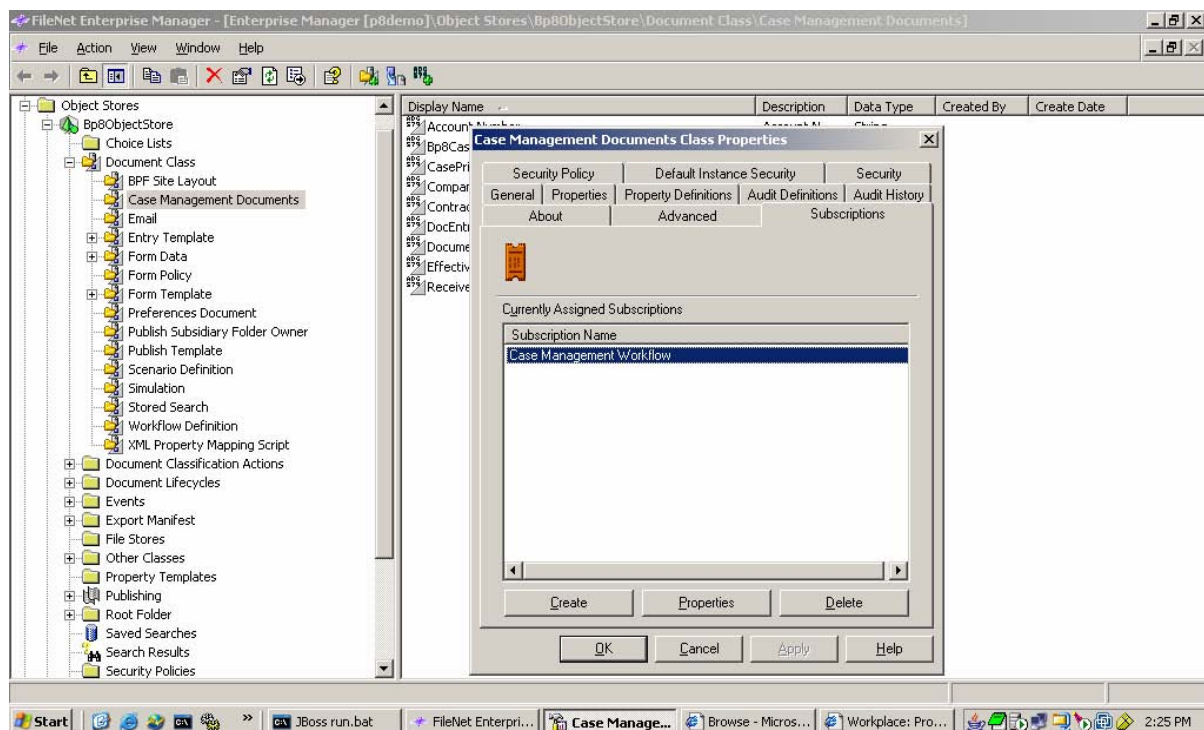 FileNet Enterprise Manager - [Enterprise Manager [p8demo]\Object Stores\Bp8ObjectStore\Document Class\Case Management Documents]
File Action View Window Help
Object Stores
Bp8ObjectStore
Choice Lists
Document Class
BPF Site Layout
Case Management Documents
Email
Entry Template
Form Data
Form Policy
Form Template
Preferences Document
Publish Subsidiary Folder Owner
Publish Template
Scenario Definition
Simulation
Stored Search
Workflow Definition
XML Property Mapping Script
Document Classification Actions
Document Lifecycles
Events
Export Manifest
File Stores
Other Classes
Property Templates
Publishing
Root Folder
Saved Searches
Search Results
Security Policies
Display Name Description Data Type Created By Create Date
Account
Bp8Cas
CasePri
Compar
Contrac
DocEnt
Docume
Effectiv
Receive
Case Management Documents Class Properties
Security Policy Default Instance Security Security
General Properties Property Definitions Audit Definitions Audit History
About Advanced Subscriptions
Currently Assigned Subscriptions
Subscription Name
Case Management Workflow
Create Properties Delete
OK Cancel Apply Help
Start » JBoss run.bat FileNet Enterpri... Case Manage... Browse - Micros... Workplace: Pro... 2:25 PM